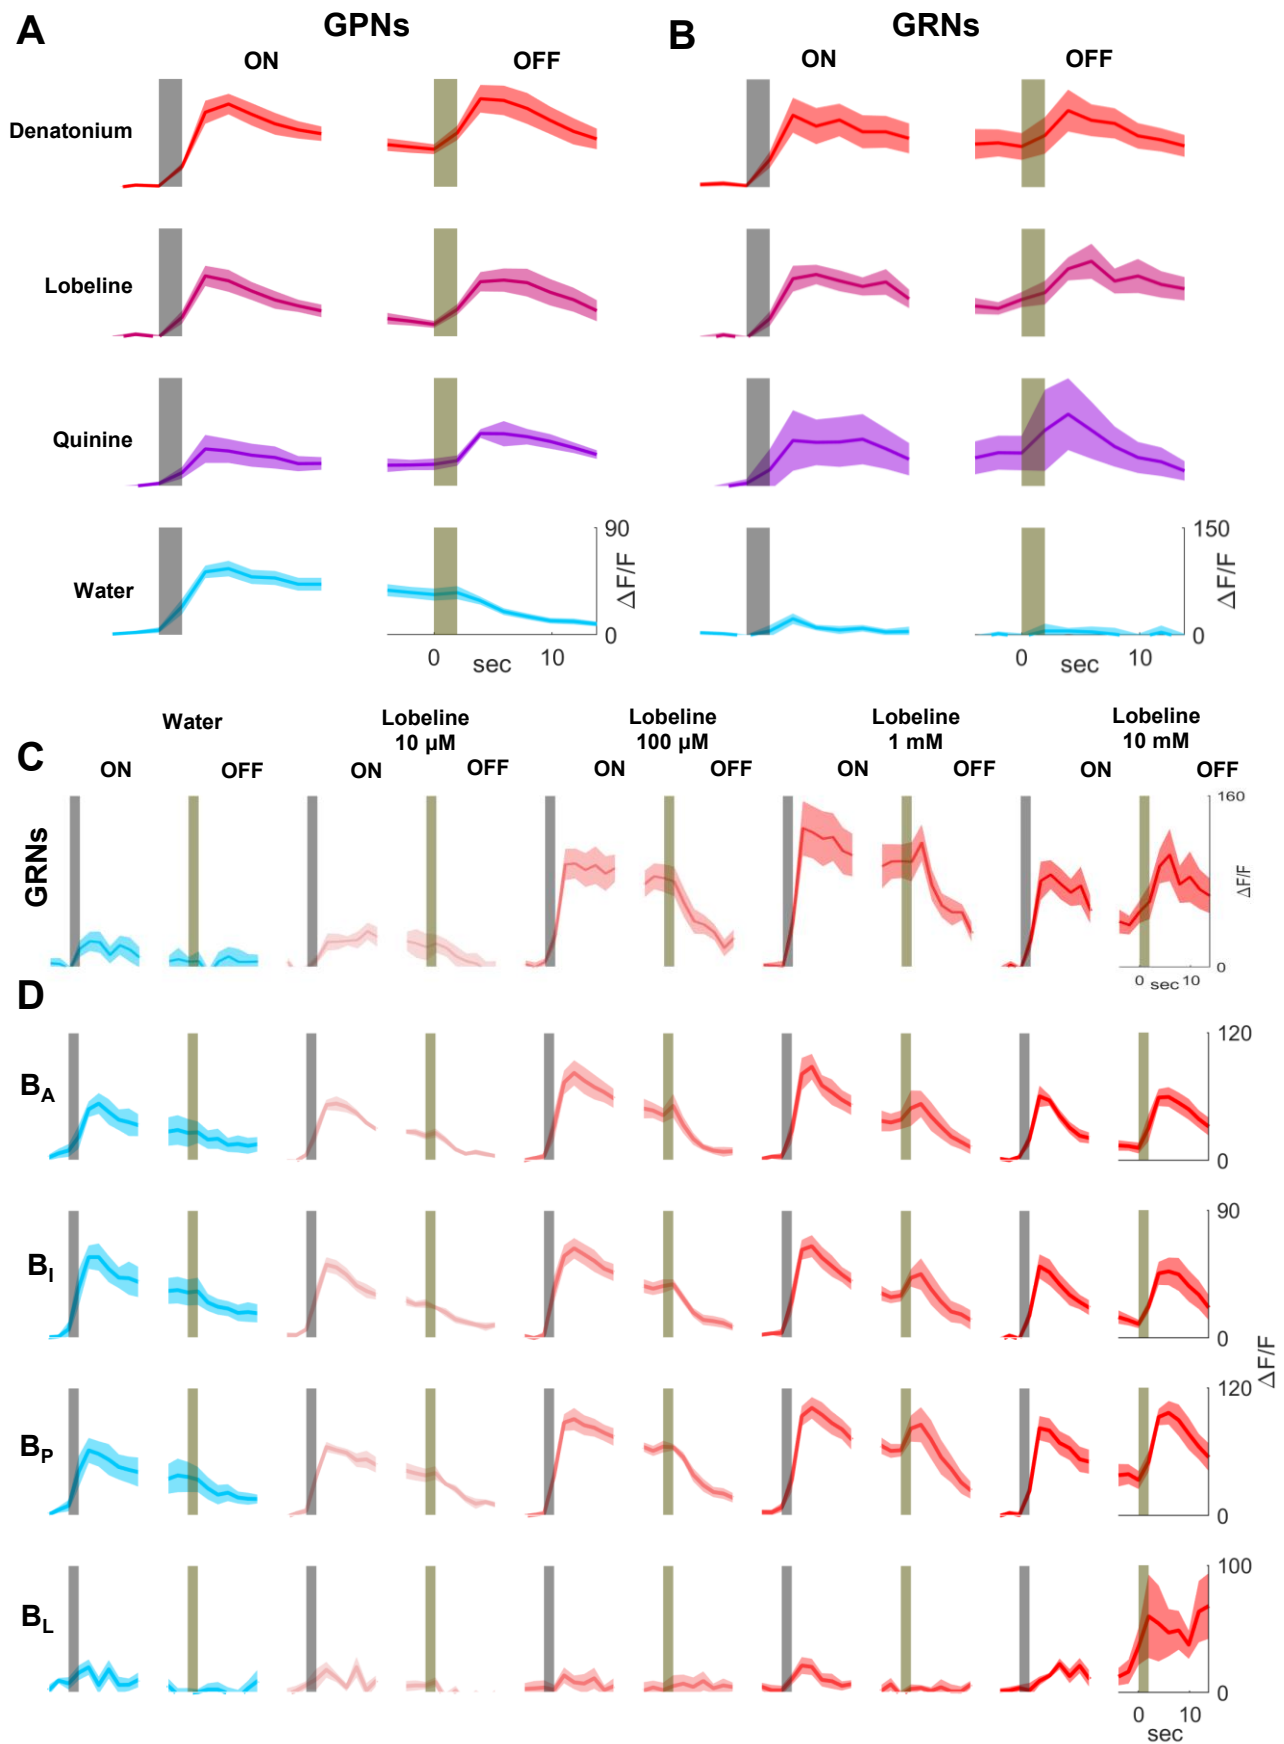 A
GPNs
B
GRNs
ON
OFF
ON
OFF
Denatonium
Lobeline
Quinine
Water
90
ΔF/F
0
0
sec
10
150
ΔF/F
0
0
sec
10
C
Water
Lobeline
10 µM
Lobeline
100 µM
Lobeline
1 mM
Lobeline
10 mM
ON
OFF
ON
OFF
ON
OFF
ON
OFF
ON
OFF
GRNs
160
ΔF/F
0
0
sec
10
D
BA
120
0
BI
90
0
ΔF/F
BP
120
0
BL
100
0
0
10
sec